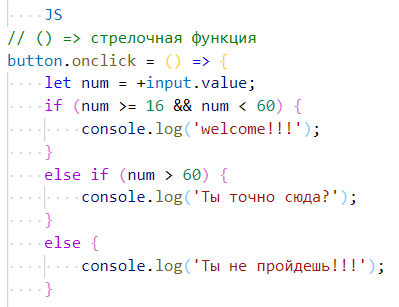 JS
// () => стрелочная функция
button.onclick = () => {
    let num = +input.value;
    if (num >= 16 && num < 60) {
        console.log('welcome!!!');
    }
    else if (num > 60) {
        console.log('Ты точно сюда?');
    }
    else {
        console.log('Ты не пройдешь!!!');
    }